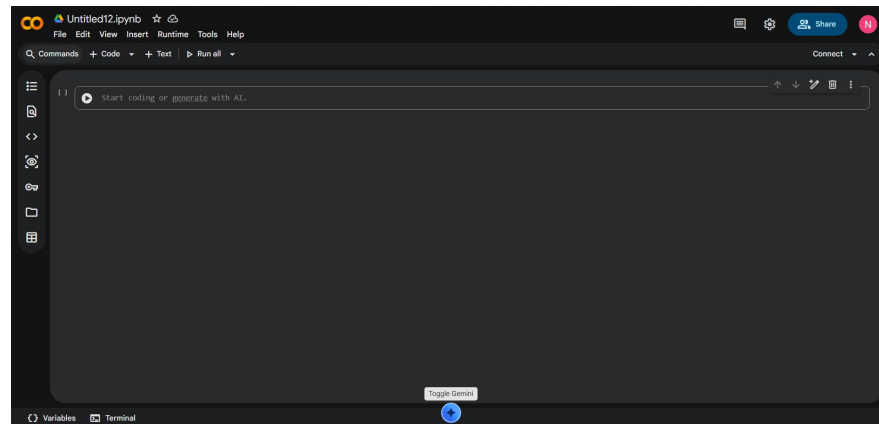 Untitled12.ipynb
File Edit View Insert Runtime Tools Help
Share
N
Commands + Code + Text Run all
Connect
[ ]
Start coding or generate with AI.
Toggle Gemini
{} Variables Terminal